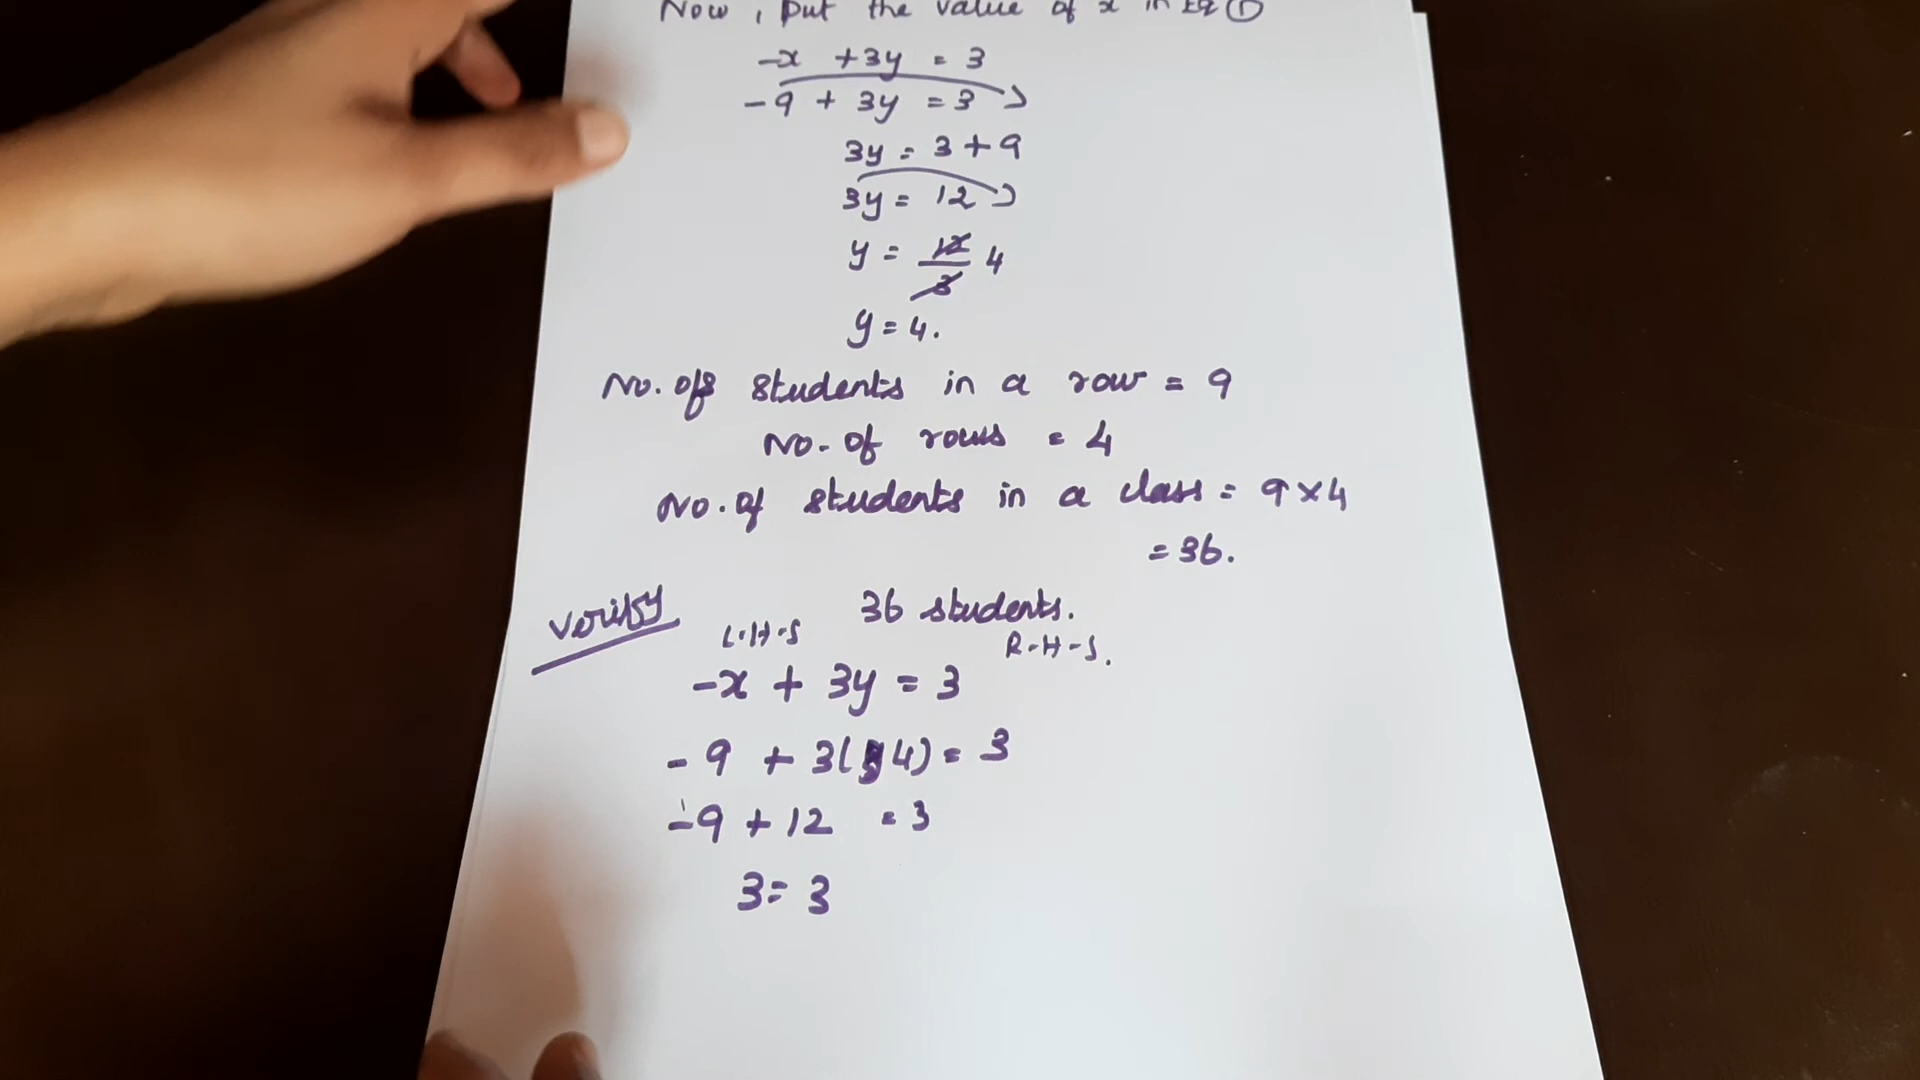 Now, put the value of x in Eq ①
-x + 3y = 3
-9 + 3y = 3
3y = 3 + 9
3y = 12
y = 12/3 4
y = 4.
No. of students in a row = 9
No. of rows = 4
No. of students in a class = 9 × 4
= 36.
36 students.
Verify
L.H.S R.H.S.
-x + 3y = 3
-9 + 3(4) = 3
-9 + 12 = 3
3 = 3